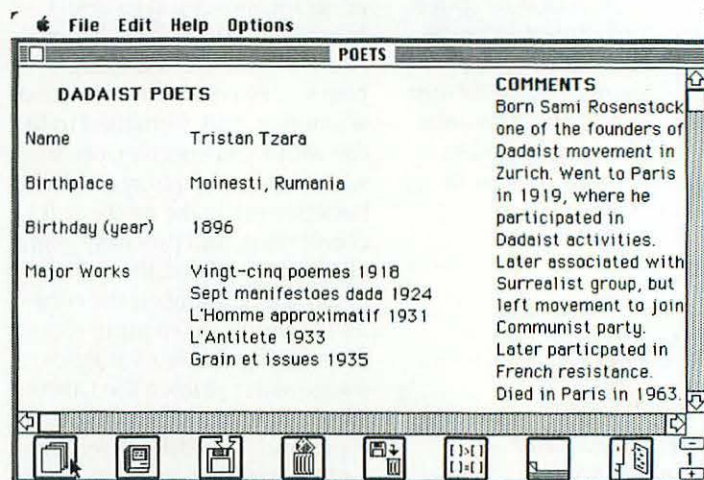 File Edit Help Options
POETS
DADAIST POETS
Name Tristan Tzara
Birthplace Moinesti, Rumania
Birthday (year) 1896
Major Works Vingt-cinq poemes 1918
Sept manifestoes dada 1924
L'Homme approximatif 1931
L'Antitete 1933
Grain et issues 1935
COMMENTS
Born Sami Rosenstock
one of the founders of
Dadaist movement in
Zurich. Went to Paris
in 1919, where he
participated in
Dadaist activities.
Later associated with
Surrealist group, but
left movement to join
Communist party.
Later particpated in
French resistance.
Died in Paris in 1963.
[ ]>[ ]
[ ]=[ ]
1